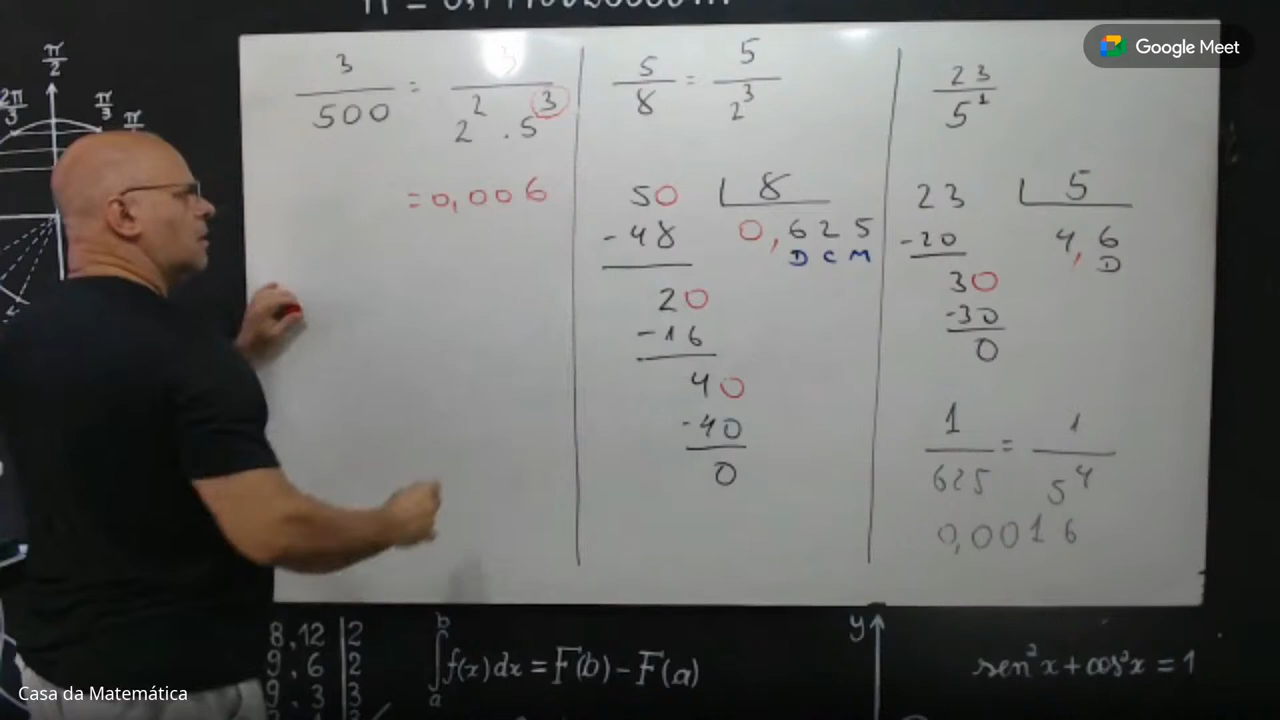 Google Meet
π/2
2π/3
π/3
3/500 = 3/2² . 5³
= 0,006
5/8 = 5/2³
50 | 8
-48 0,625
D C M
20
-16
40
-40
0
23/5¹
23 | 5
-20 4,6
D
30
-30
0
1/625 = 1/5⁴
0,0016
8,12 | 2
9,6 | 2
9,3 | 3
∫ₐᵇ f(x)dx = F(b) - F(a)
y
sen²x + cos²x = 1
Casa da Matemática